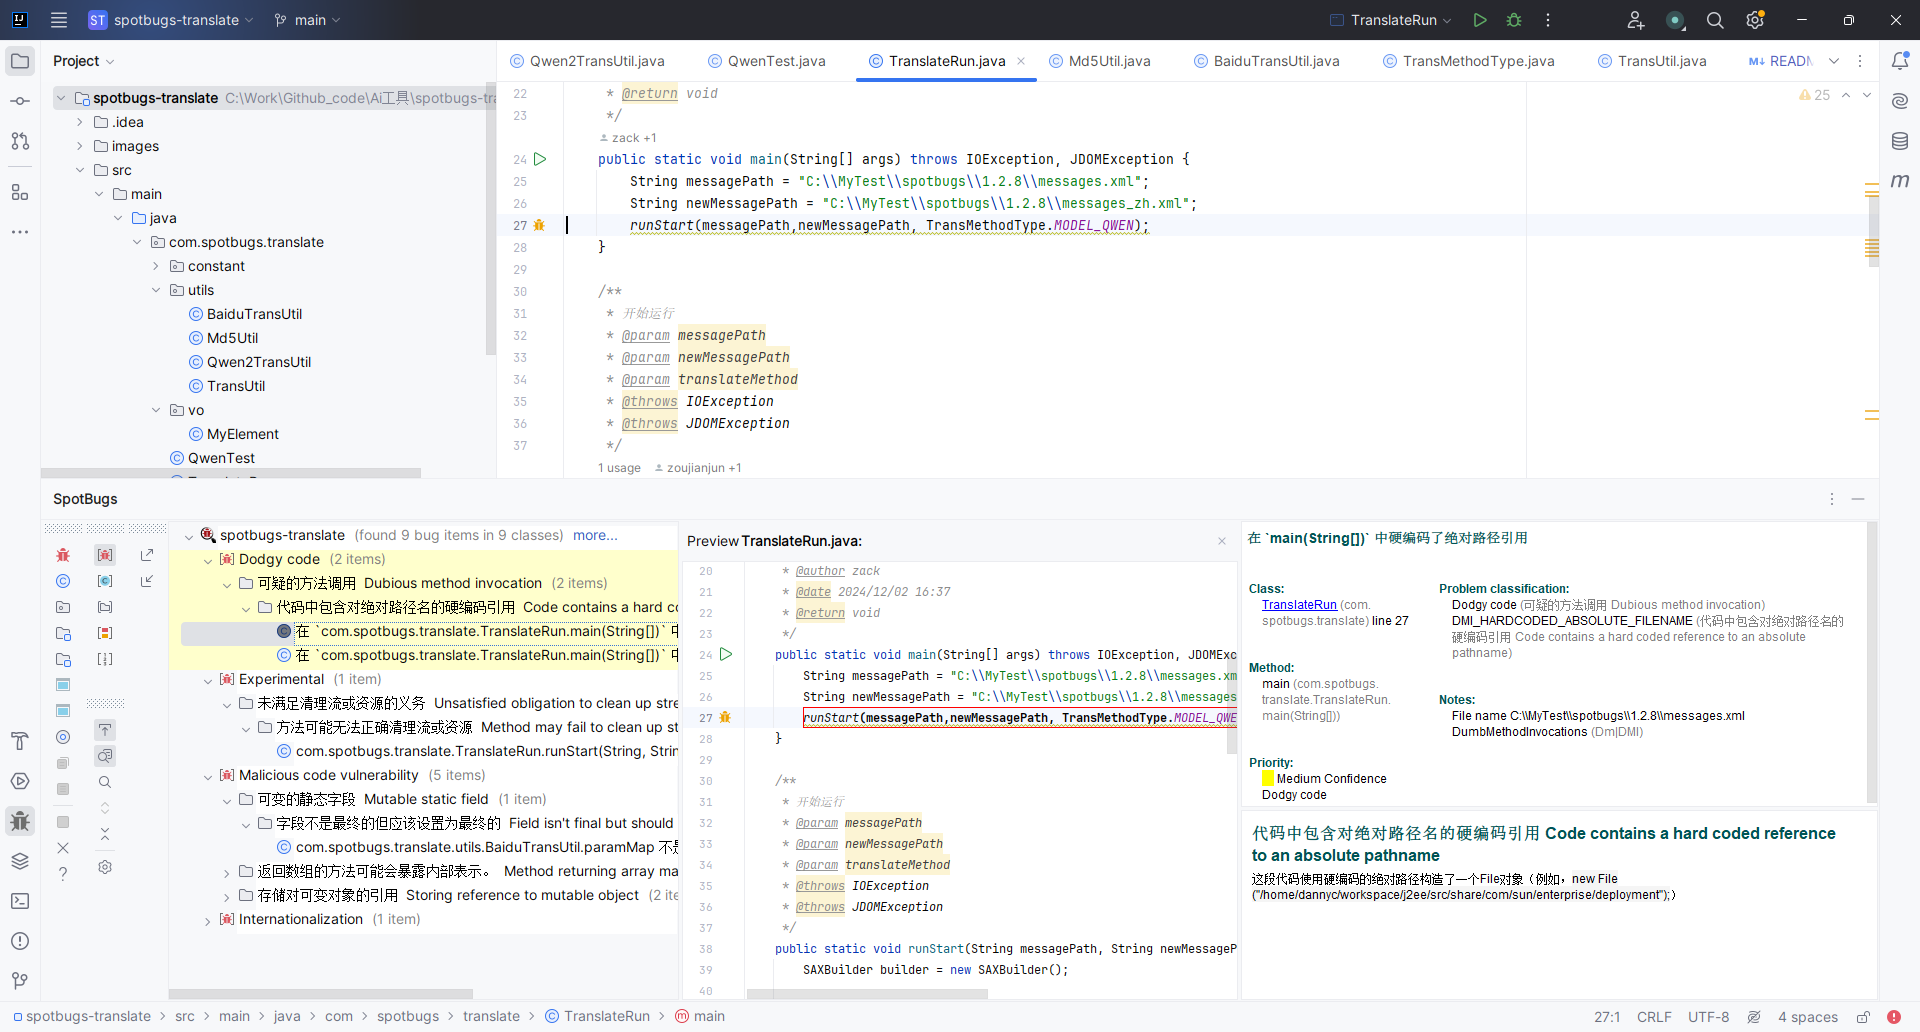 ST spotbugs-translate main TranslateRun
Project
spotbugs-translate C:\Work\Github_code\Ai工具\spotbugs-tra
.idea
images
src
main
java
com.spotbugs.translate
constant
utils
BaiduTransUtil
Md5Util
Qwen2TransUtil
TransUtil
vo
MyElement
QwenTest
Qwen2TransUtil.java QwenTest.java TranslateRun.java Md5Util.java BaiduTransUtil.java TransMethodType.java TransUtil.java M↓ READM
25
22 * @return void
23 */
zack +1
24 public static void main(String[] args) throws IOException, JDOMException {
25 String messagePath = "C:\\MyTest\\spotbugs\\1.2.8\\messages.xml";
26 String newMessagePath = "C:\\MyTest\\spotbugs\\1.2.8\\messages_zh.xml";
27 runStart(messagePath,newMessagePath, TransMethodType.MODEL_QWEN);
28 }
29
30 /**
31 * 开始运行
32 * @param messagePath
33 * @param newMessagePath
34 * @param translateMethod
35 * @throws IOException
36 * @throws JDOMException
37 */
1 usage zoujianjun +1
SpotBugs
spotbugs-translate (found 9 bug items in 9 classes) more...
Dodgy code (2 items)
可疑的方法调用 Dubious method invocation (2 items)
代码中包含对绝对路径名的硬编码引用 Code contains a hard co
在 `com.spotbugs.translate.TranslateRun.main(String[])` 中
在 `com.spotbugs.translate.TranslateRun.main(String[])` 中
Experimental (1 item)
未满足清理流或资源的义务 Unsatisfied obligation to clean up stre
方法可能无法正确清理流或资源 Method may fail to clean up st
com.spotbugs.translate.TranslateRun.runStart(String, Strin
Malicious code vulnerability (5 items)
可变的静态字段 Mutable static field (1 item)
字段不是最终的但应该设置为最终的 Field isn't final but should
com.spotbugs.translate.utils.BaiduTransUtil.paramMap 不是
返回数组的方法可能会暴露内部表示。 Method returning array ma
存储对可变对象的引用 Storing reference to mutable object (2 ite
Internationalization (1 item)
Preview TranslateRun.java:
20 * @author zack
21 * @date 2024/12/02 16:37
22 * @return void
23 */
24 public static void main(String[] args) throws IOException, JDOMExc
25 String messagePath = "C:\\MyTest\\spotbugs\\1.2.8\\messages.xm
26 String newMessagePath = "C:\\MyTest\\spotbugs\\1.2.8\\messages
27 runStart(messagePath,newMessagePath, TransMethodType.MODEL_QWE
28 }
29
30 /**
31 * 开始运行
32 * @param messagePath
33 * @param newMessagePath
34 * @param translateMethod
35 * @throws IOException
36 * @throws JDOMException
37 */
38 public static void runStart(String messagePath, String newMessageP
39 SAXBuilder builder = new SAXBuilder();
40
在 `main(String[])` 中硬编码了绝对路径引用
Class:
TranslateRun (com.
spotbugs.translate) line 27
Method:
main (com.spotbugs.
translate.TranslateRun.
main(String[]))
Priority:
Medium Confidence
Dodgy code
Problem classification:
Dodgy code (可疑的方法调用 Dubious method invocation)
DMI_HARDCODED_ABSOLUTE_FILENAME (代码中包含对绝对路径名的
硬编码引用 Code contains a hard coded reference to an absolute
pathname)
Notes:
File name C:\\MyTest\\spotbugs\\1.2.8\\messages.xml
DumbMethodInvocations (Dm|DMI)
代码中包含对绝对路径名的硬编码引用 Code contains a hard coded reference
to an absolute pathname
这段代码使用硬编码的绝对路径构造了一个File对象（例如，new File
("/home/dannyc/workspace/j2ee/src/share/com/sun/enterprise/deployment");）
spotbugs-translate > src > main > java > com > spotbugs > translate > TranslateRun > main
27:1 CRLF UTF-8 4 spaces